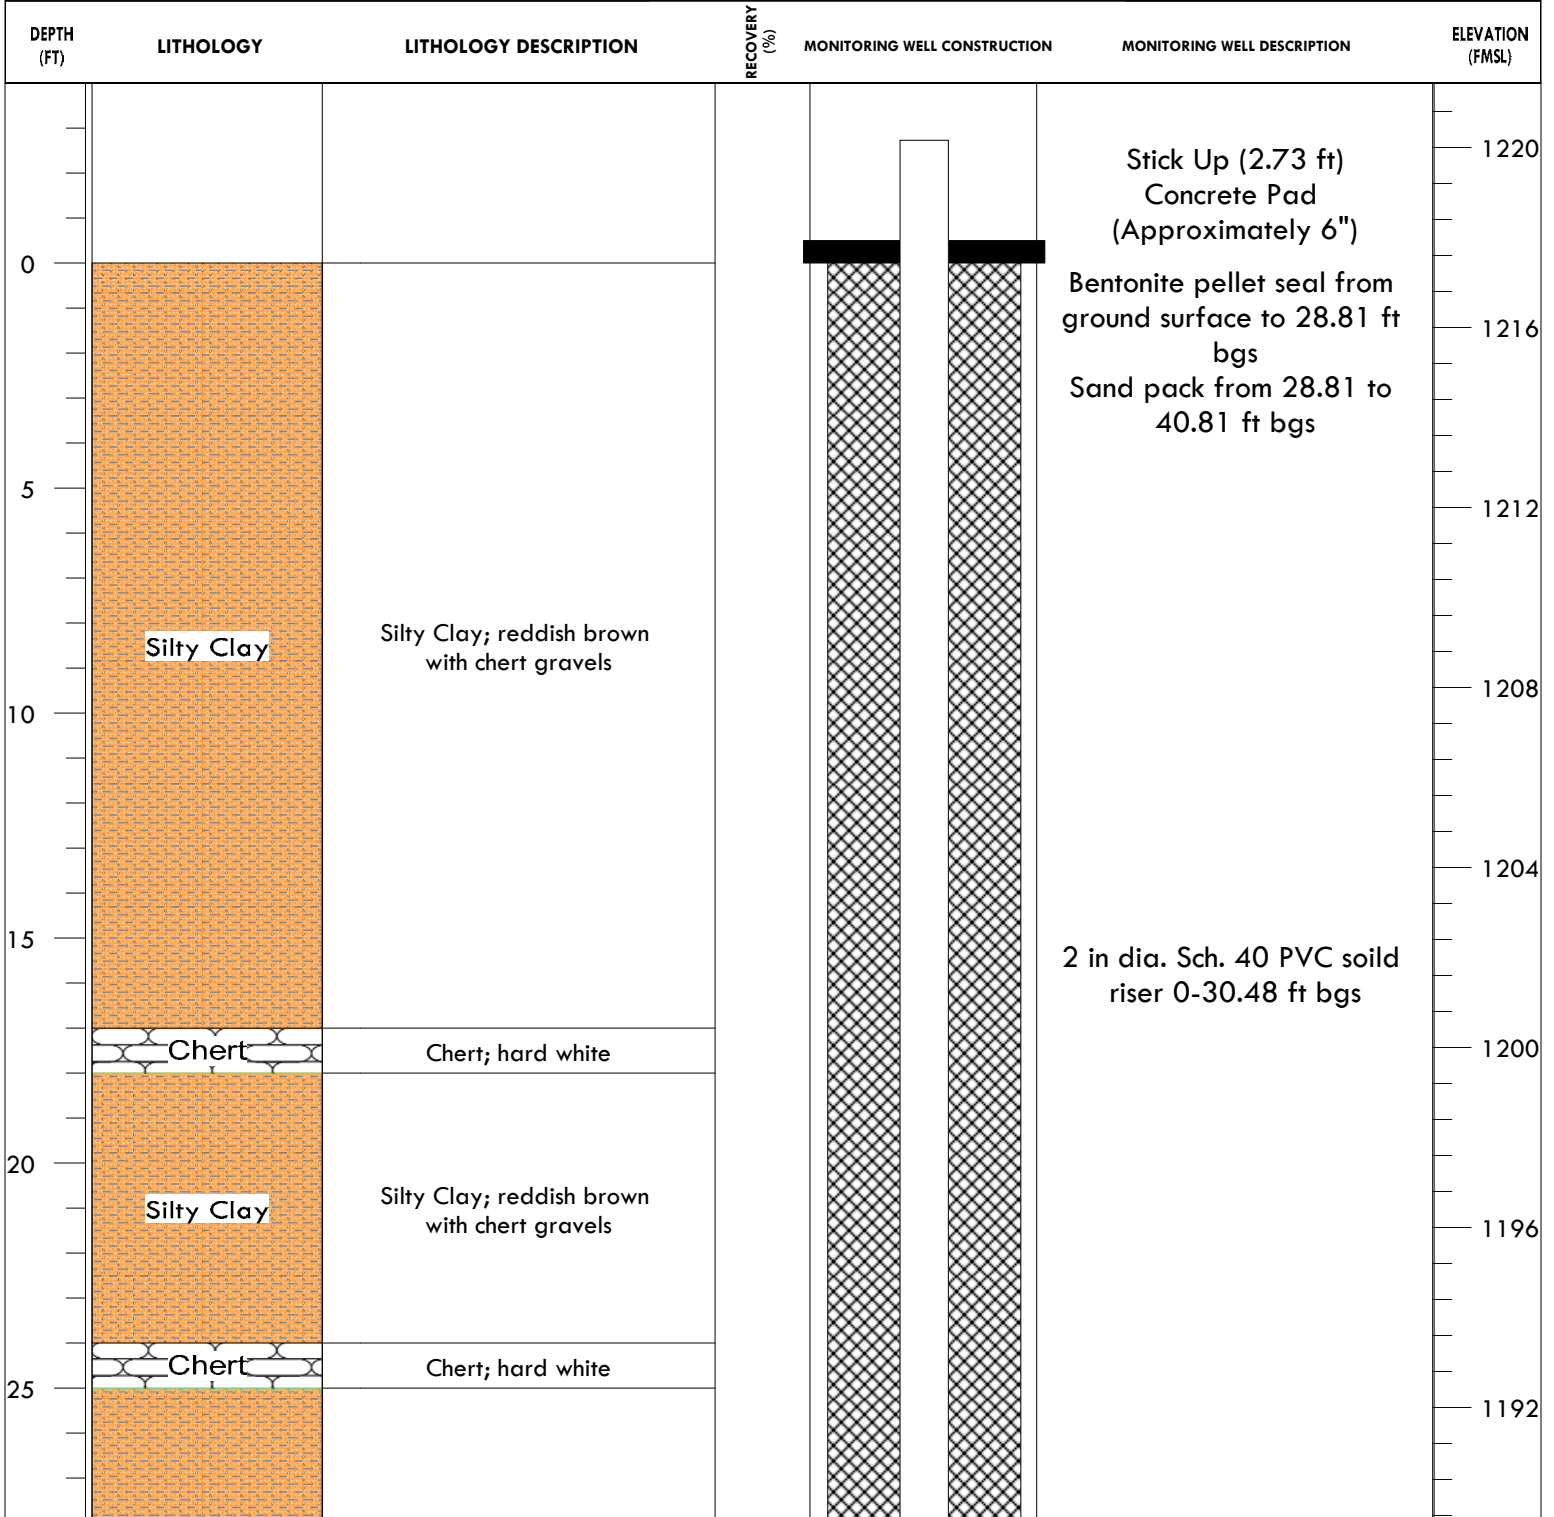 DEPTH
(FT)
LITHOLOGY
LITHOLOGY DESCRIPTION
RECOVERY
(%)
MONITORING WELL CONSTRUCTION
MONITORING WELL DESCRIPTION
ELEVATION
(FMSL)
0
5
10
15
20
25
Silty Clay
Chert
Silty Clay
Chert
Silty Clay; reddish brown
with chert gravels
Chert; hard white
Silty Clay; reddish brown
with chert gravels
Chert; hard white
Stick Up (2.73 ft)
Concrete Pad
(Approximately 6")
Bentonite pellet seal from
ground surface to 28.81 ft
bgs
Sand pack from 28.81 to
40.81 ft bgs
2 in dia. Sch. 40 PVC soild
riser 0-30.48 ft bgs
1220
1216
1212
1208
1204
1200
1196
1192